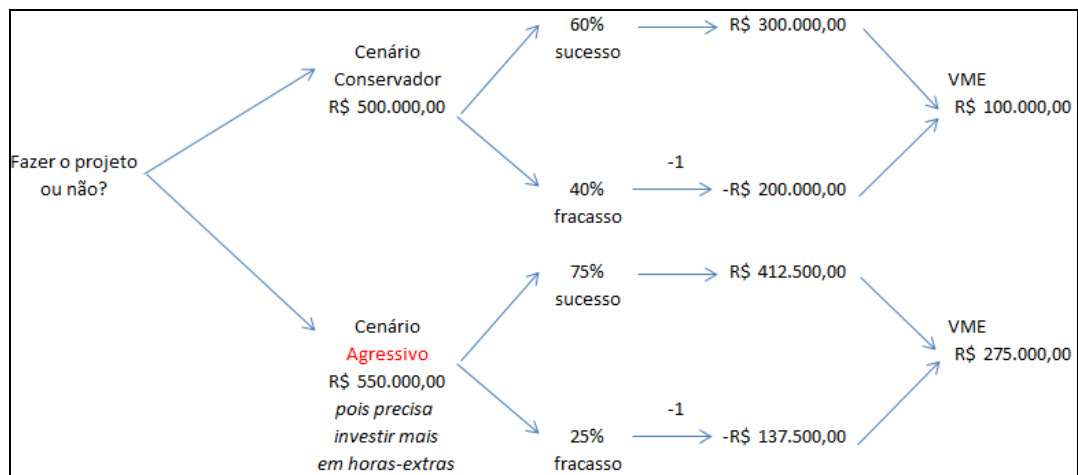 Fazer o projeto
ou não?
Cenário
Conservador
R$ 500.000,00
60%
sucesso
R$ 300.000,00
40%
fracasso
-1
-R$ 200.000,00
VME
R$ 100.000,00
Cenário
Agressivo
R$ 550.000,00
pois precisa
investir mais
em horas-extras
75%
sucesso
R$ 412.500,00
25%
fracasso
-1
-R$ 137.500,00
VME
R$ 275.000,00